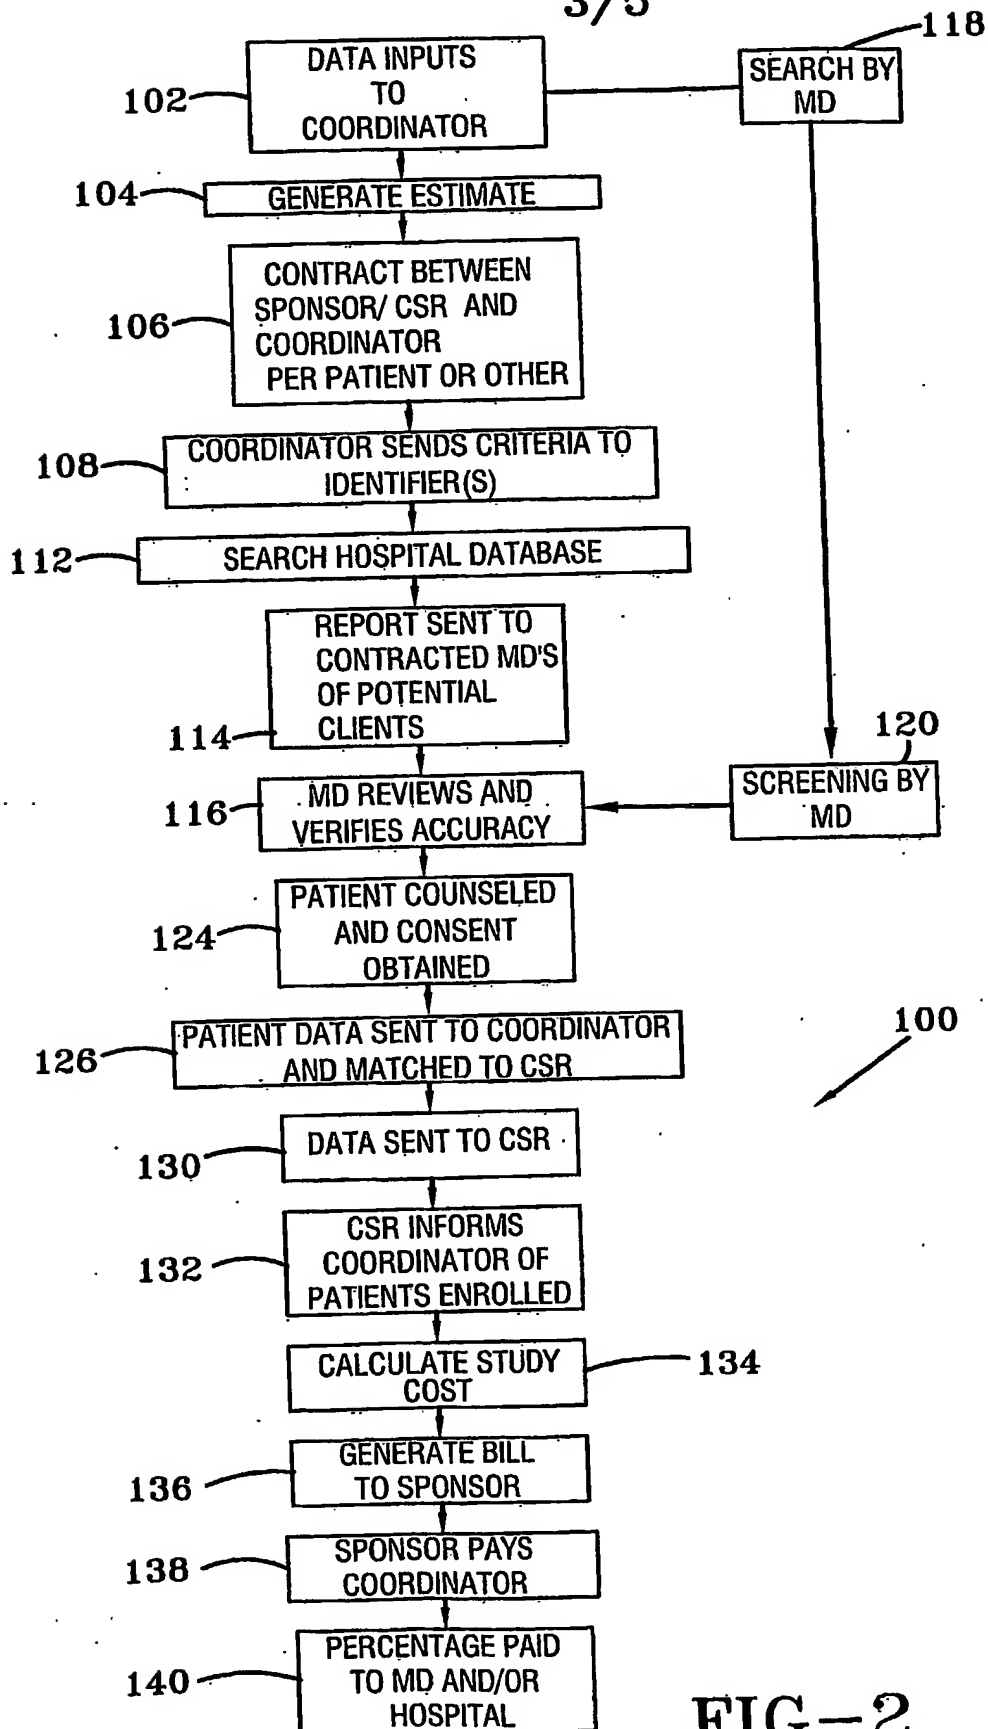 3/5
118
DATA INPUTS
TO
COORDINATOR
102
SEARCH BY
MD
104
GENERATE ESTIMATE
CONTRACT BETWEEN
SPONSOR/ CSR AND
COORDINATOR
PER PATIENT OR OTHER
106
COORDINATOR SENDS CRITERIA TO
IDENTIFIER(S)
108
112
SEARCH HOSPITAL DATABASE
REPORT SENT TO
CONTRACTED MD'S
OF POTENTIAL
CLIENTS
114
120
SCREENING BY
MD
116
MD REVIEWS AND
VERIFIES ACCURACY
PATIENT COUNSELED
AND CONSENT
OBTAINED
124
100
PATIENT DATA SENT TO COORDINATOR
AND MATCHED TO CSR
126
DATA SENT TO CSR
130
CSR INFORMS
COORDINATOR OF
PATIENTS ENROLLED
132
CALCULATE STUDY
COST
134
GENERATE BILL
TO SPONSOR
136
SPONSOR PAYS
COORDINATOR
138
PERCENTAGE PAID
TO MD AND/OR
HOSPITAL
140
FIG-2